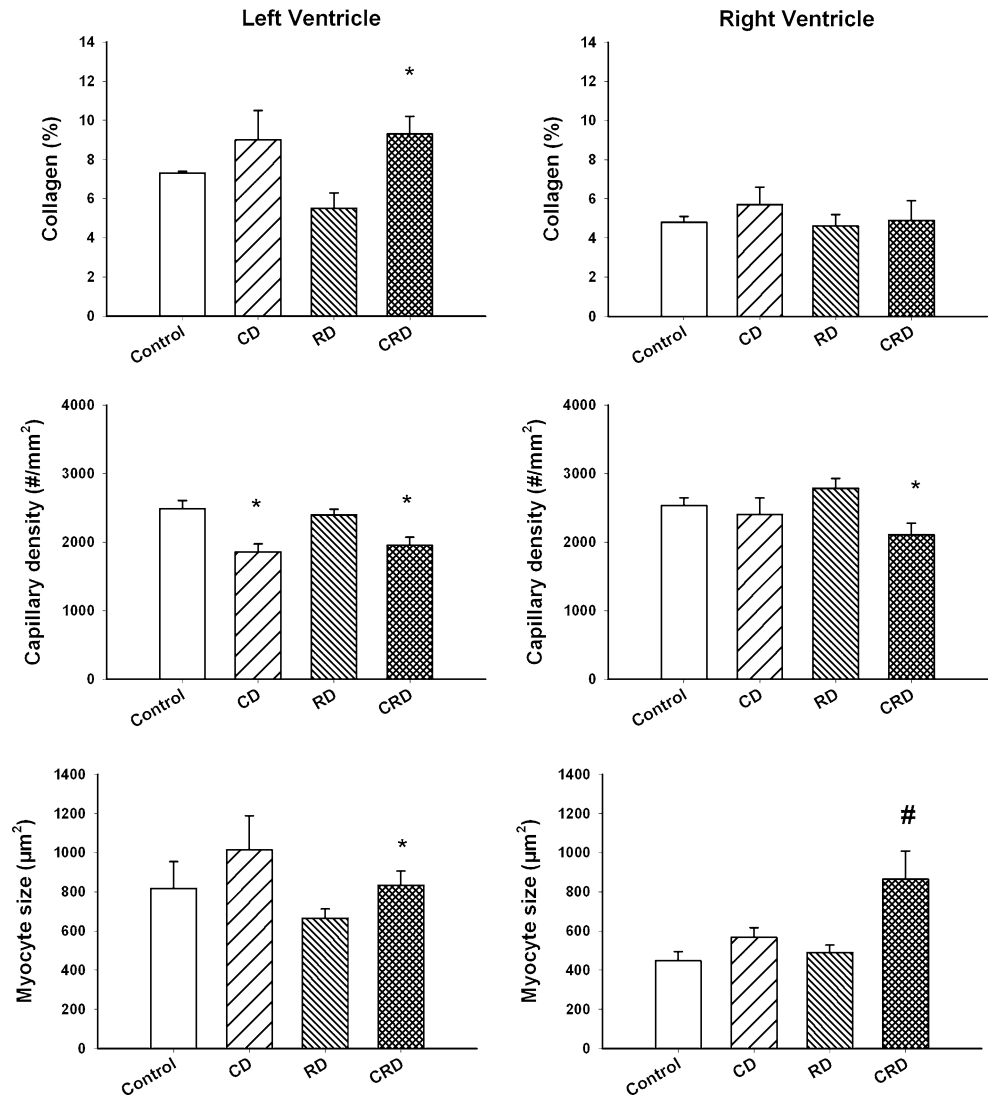 Left Ventricle
Right Ventricle
Collagen (%)
14
12
10
8
6
4
2
0
*
Control
CD
RD
CRD
Collagen (%)
14
12
10
8
6
4
2
0
Control
CD
RD
CRD
Capillary density (#/mm²)
4000
3000
2000
1000
0
*
*
Control
CD
RD
CRD
Capillary density (#/mm²)
4000
3000
2000
1000
0
*
Control
CD
RD
CRD
Myocyte size (µm²)
1400
1200
1000
800
600
400
200
0
*
Control
CD
RD
CRD
Myocyte size (µm²)
1400
1200
1000
800
600
400
200
0
#
Control
CD
RD
CRD